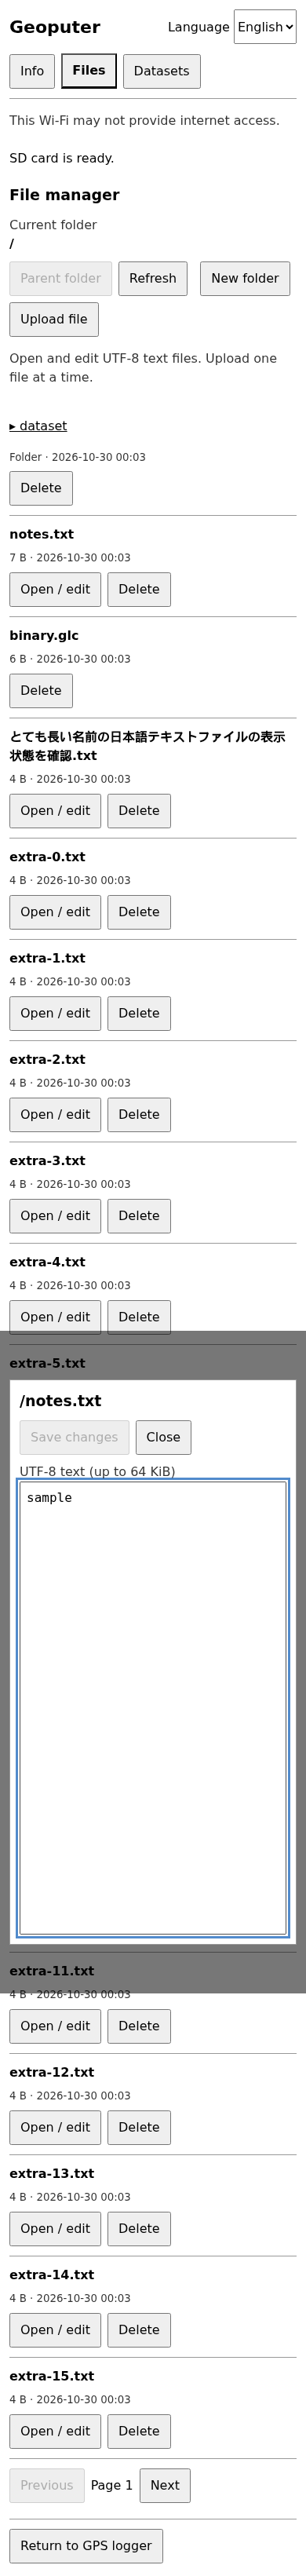 Geoputer
Language English
Info Files Datasets
This Wi-Fi may not provide internet access.
SD card is ready.
File manager
Current folder
/
Parent folder Refresh New folder
Upload file
Open and edit UTF-8 text files. Upload one
file at a time.
▸ dataset
Folder · 2026-10-30 00:03
Delete
notes.txt
7 B · 2026-10-30 00:03
Open / edit Delete
binary.glc
6 B · 2026-10-30 00:03
Delete
とても長い名前の日本語テキストファイルの表示
状態を確認.txt
4 B · 2026-10-30 00:03
Open / edit Delete
extra-0.txt
4 B · 2026-10-30 00:03
Open / edit Delete
extra-1.txt
4 B · 2026-10-30 00:03
Open / edit Delete
extra-2.txt
4 B · 2026-10-30 00:03
Open / edit Delete
extra-3.txt
4 B · 2026-10-30 00:03
Open / edit Delete
extra-4.txt
4 B · 2026-10-30 00:03
Open / edit Delete
extra-5.txt
/notes.txt
Save changes Close
UTF-8 text (up to 64 KiB)
sample
extra-11.txt
4 B · 2026-10-30 00:03
Open / edit Delete
extra-12.txt
4 B · 2026-10-30 00:03
Open / edit Delete
extra-13.txt
4 B · 2026-10-30 00:03
Open / edit Delete
extra-14.txt
4 B · 2026-10-30 00:03
Open / edit Delete
extra-15.txt
4 B · 2026-10-30 00:03
Open / edit Delete
Previous Page 1 Next
Return to GPS logger